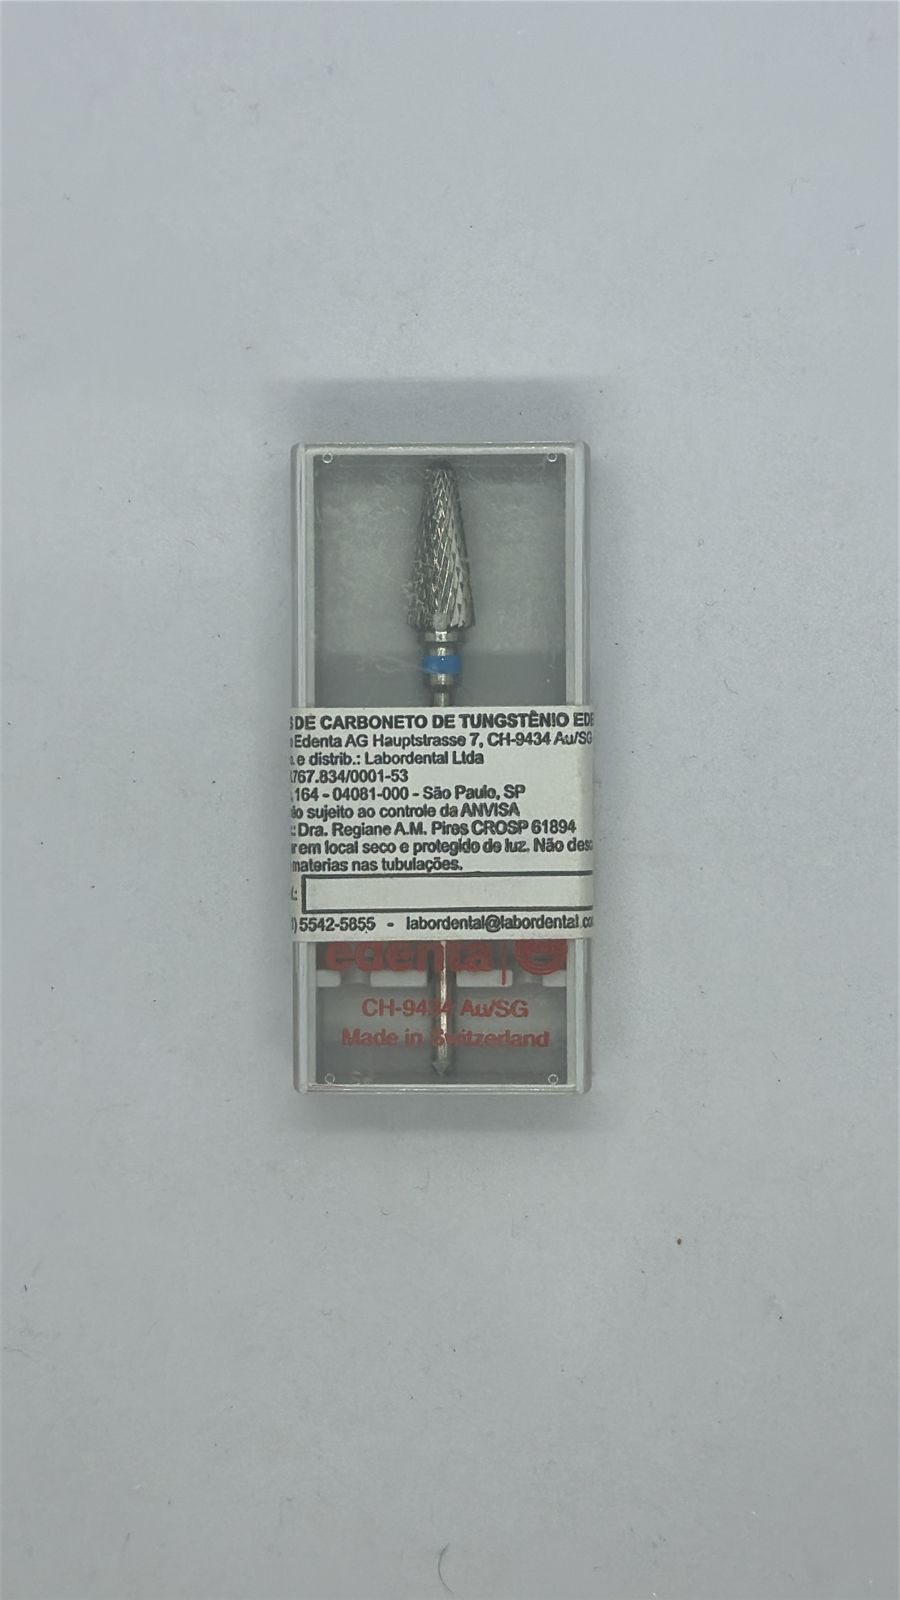 DE CARBONETO DE TUNGSTÊNIO EDE
Edenta AG Hauptstrasse 7, CH-9434 Au/SG
e distrib.: Labordental Ltda
767.834/0001-53
164 - 04081-000 - São Paulo, SP
sujeito ao controle da ANVISA
: Dra. Regiane A.M. Pires CROSP 61894
em local seco e protegido de luz. Não desc
materias nas tubulações.
) 5542-5855 - labordental@labordental.co
edenta
CH-9434 Au/SG
Made in Switzerland